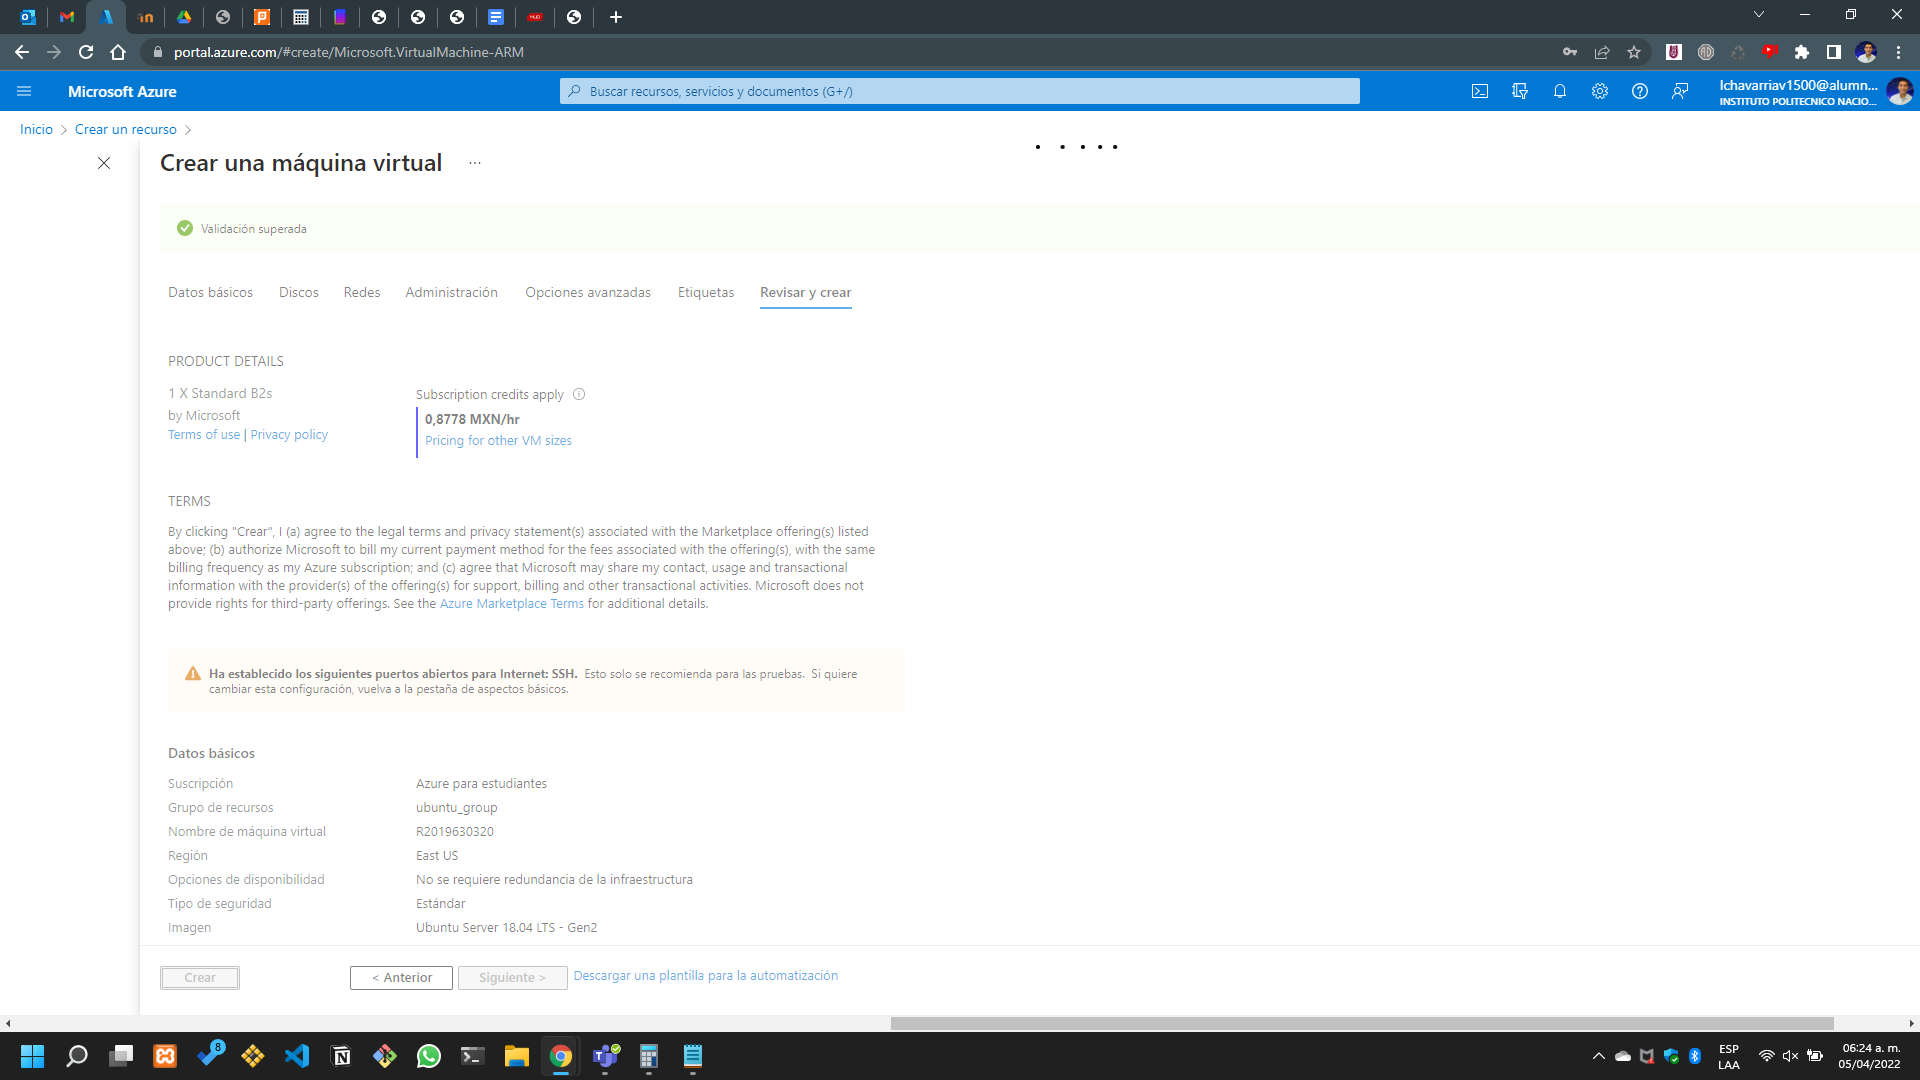 portal.azure.com/#create/Microsoft.VirtualMachine-ARM
Microsoft Azure
Buscar recursos, servicios y documentos (G+/)
lchavarriav1500@alumn...
INSTITUTO POLITECNICO NACIO...
Inicio > Crear un recurso >
Crear una máquina virtual ...
Validación superada
Datos básicos Discos Redes Administración Opciones avanzadas Etiquetas Revisar y crear
PRODUCT DETAILS
1 X Standard B2s
by Microsoft
Terms of use | Privacy policy
Subscription credits apply
0,8778 MXN/hr
Pricing for other VM sizes
TERMS
By clicking "Crear", I (a) agree to the legal terms and privacy statement(s) associated with the Marketplace offering(s) listed
above; (b) authorize Microsoft to bill my current payment method for the fees associated with the offering(s), with the same
billing frequency as my Azure subscription; and (c) agree that Microsoft may share my contact, usage and transactional
information with the provider(s) of the offering(s) for support, billing and other transactional activities. Microsoft does not
provide rights for third-party offerings. See the Azure Marketplace Terms for additional details.
Ha establecido los siguientes puertos abiertos para Internet: SSH. Esto solo se recomienda para las pruebas. Si quiere
cambiar esta configuración, vuelva a la pestaña de aspectos básicos.
Datos básicos
Suscripción Azure para estudiantes
Grupo de recursos ubuntu_group
Nombre de máquina virtual R2019630320
Región East US
Opciones de disponibilidad No se requiere redundancia de la infraestructura
Tipo de seguridad Estándar
Imagen Ubuntu Server 18.04 LTS - Gen2
Crear < Anterior Siguiente > Descargar una plantilla para la automatización
8
ESP
LAA
06:24 a. m.
05/04/2022